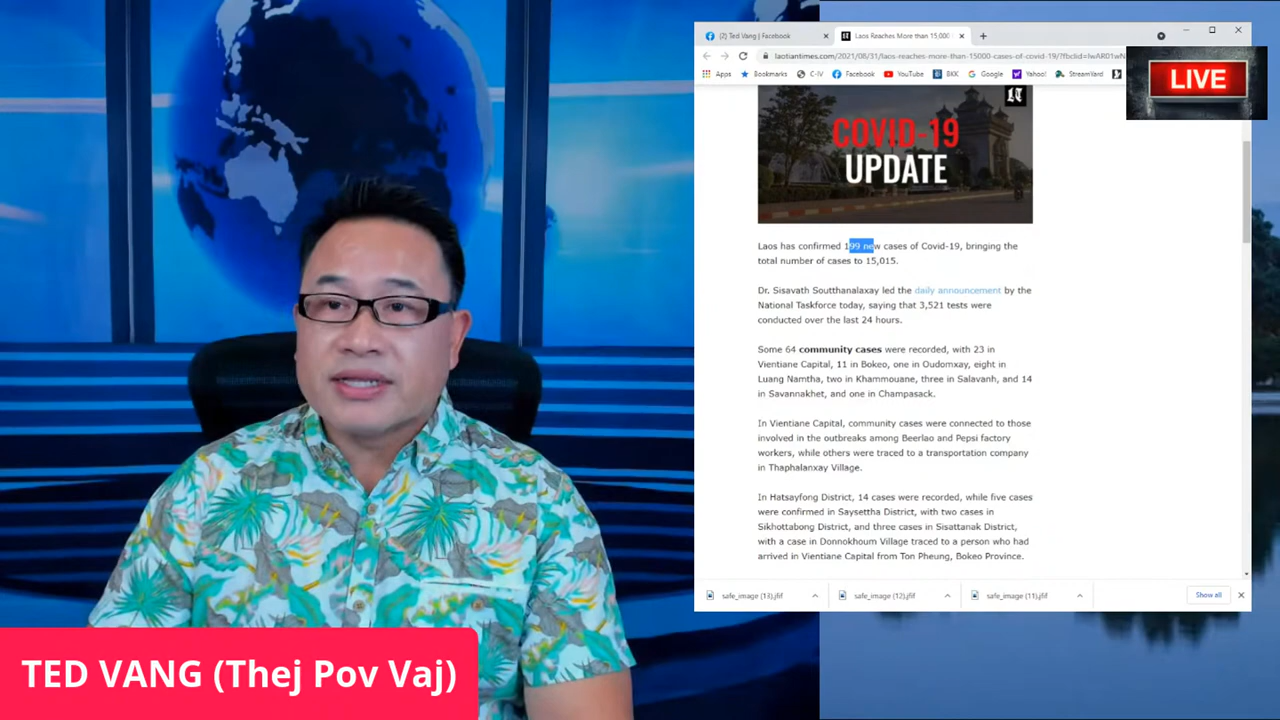 (2) Ted Vang | Facebook
Laos Reaches More than 15,000
laotiantimes.com/2021/08/31/laos-reaches-more-than-15000-cases-of-covid-19/?fbclid=IwAR01wN
Apps Bookmarks C-IV Facebook YouTube BKK Google Yahoo! StreamYard
LIVE
LT
COVID-19
UPDATE
Laos has confirmed 199 new cases of Covid-19, bringing the
total number of cases to 15,015.
Dr. Sisavath Soutthanalaxay led the daily announcement by the
National Taskforce today, saying that 3,521 tests were
conducted over the last 24 hours.
Some 64 community cases were recorded, with 23 in
Vientiane Capital, 11 in Bokeo, one in Oudomxay, eight in
Luang Namtha, two in Khammouane, three in Salavanh, and 14
in Savannakhet, and one in Champasack.
In Vientiane Capital, community cases were connected to those
involved in the outbreaks among Beerlao and Pepsi factory
workers, while others were traced to a transportation company
in Thaphalanxay Village.
In Hatsayfong District, 14 cases were recorded, while five cases
were confirmed in Saysettha District, with two cases in
Sikhottabong District, and three cases in Sisattanak District,
with a case in Donnokhoum Village traced to a person who had
arrived in Vientiane Capital from Ton Pheung, Bokeo Province.
safe_image (13).jfif
safe_image (12).jfif
safe_image (11).jfif
Show all
TED VANG (Thej Pov Vaj)